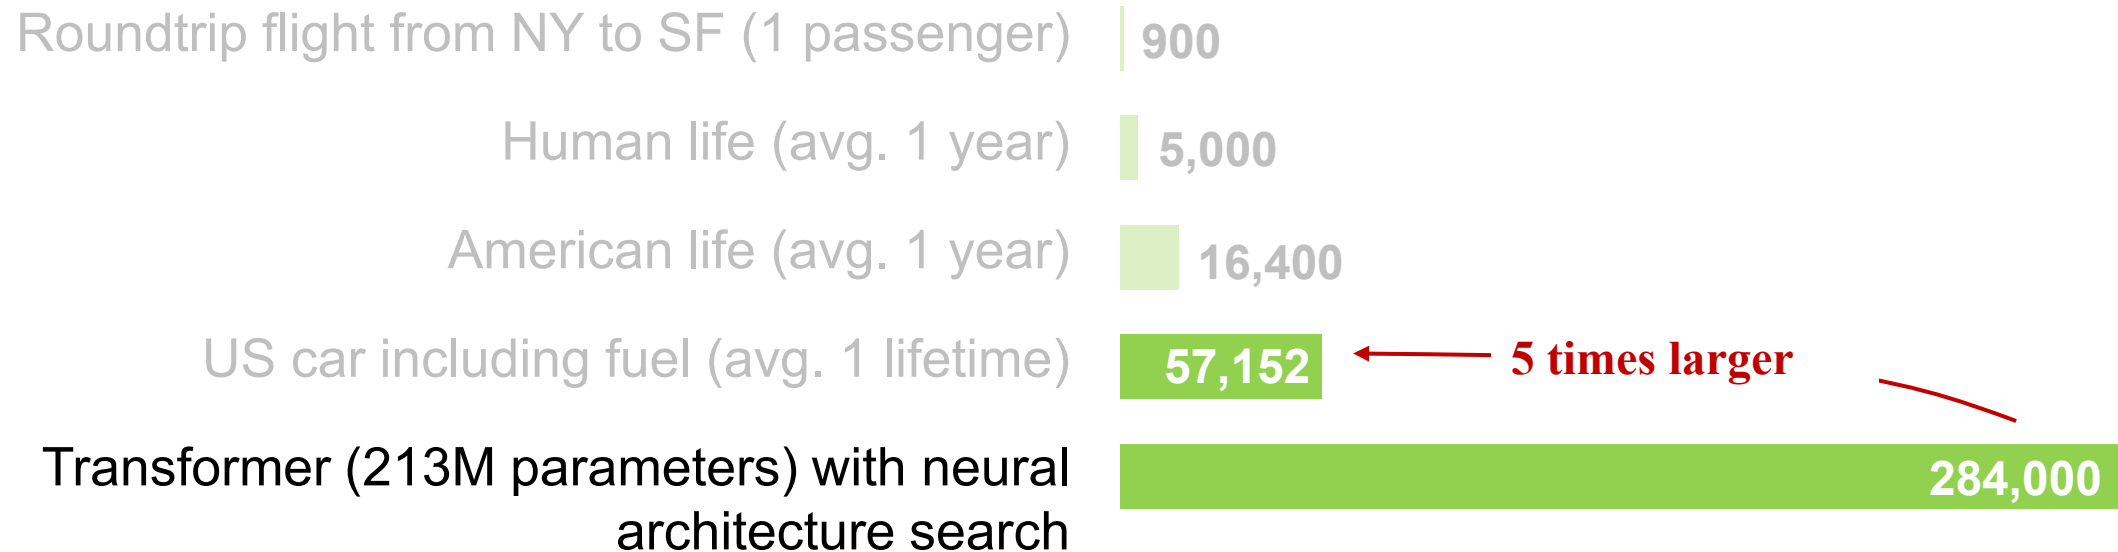 Roundtrip flight from NY to SF (1 passenger) 900
Human life (avg. 1 year) 5,000
American life (avg. 1 year) 16,400
US car including fuel (avg. 1 lifetime) 57,152 5 times larger
Transformer (213M parameters) with neural 284,000
architecture search